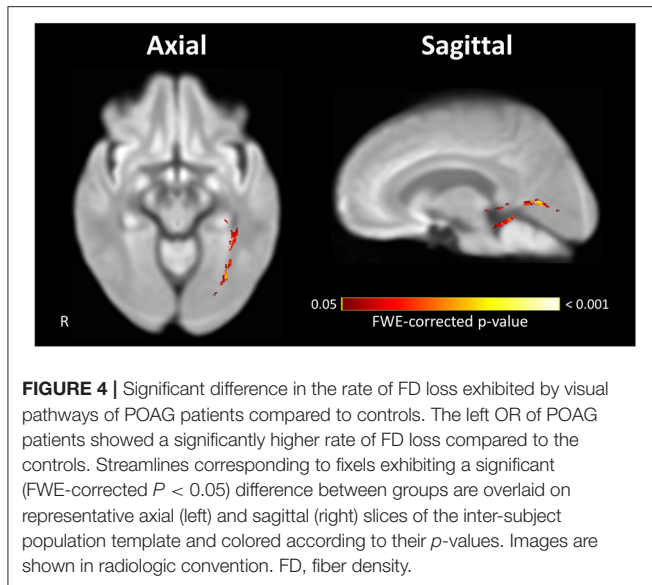 Axial
Sagittal
R
0.05
< 0.001
FWE-corrected p-value
FIGURE 4 | Significant difference in the rate of FD loss exhibited by visual
pathways of POAG patients compared to controls. The left OR of POAG
patients showed a significantly higher rate of FD loss compared to the
controls. Streamlines corresponding to fixels exhibiting a significant
(FWE-corrected P < 0.05) difference between groups are overlaid on
representative axial (left) and sagittal (right) slices of the inter-subject
population template and colored according to their p-values. Images are
shown in radiologic convention. FD, fiber density.